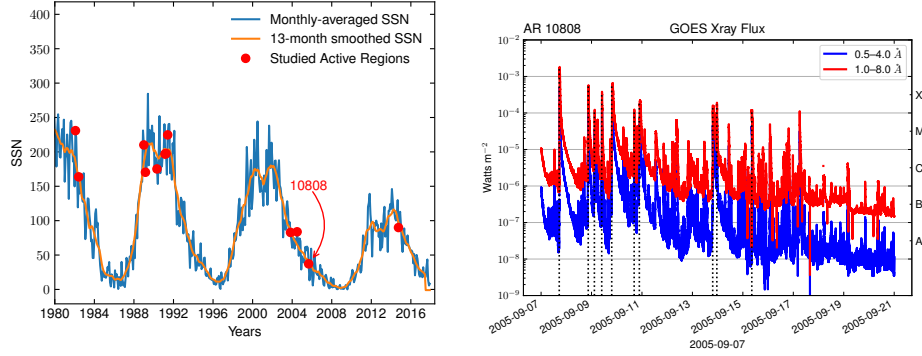 400
350
300
250
200
150
100
50
0
SSN
Monthly-averaged SSN
13-month smoothed SSN
Studied Active Regions
10808
1980 1984 1988 1992 1996 2000 2004 2008 2012 2016
Years
AR 10808 GOES Xray Flux
10⁻²
10⁻³
10⁻⁴
10⁻⁵
10⁻⁶
10⁻⁷
10⁻⁸
10⁻⁹
Watts m⁻²
0.5–4.0 Å
1.0–8.0 Å
X
M
C
B
A
2005-09-07 2005-09-09 2005-09-11 2005-09-13 2005-09-15 2005-09-17 2005-09-19 2005-09-21
2005-09-07